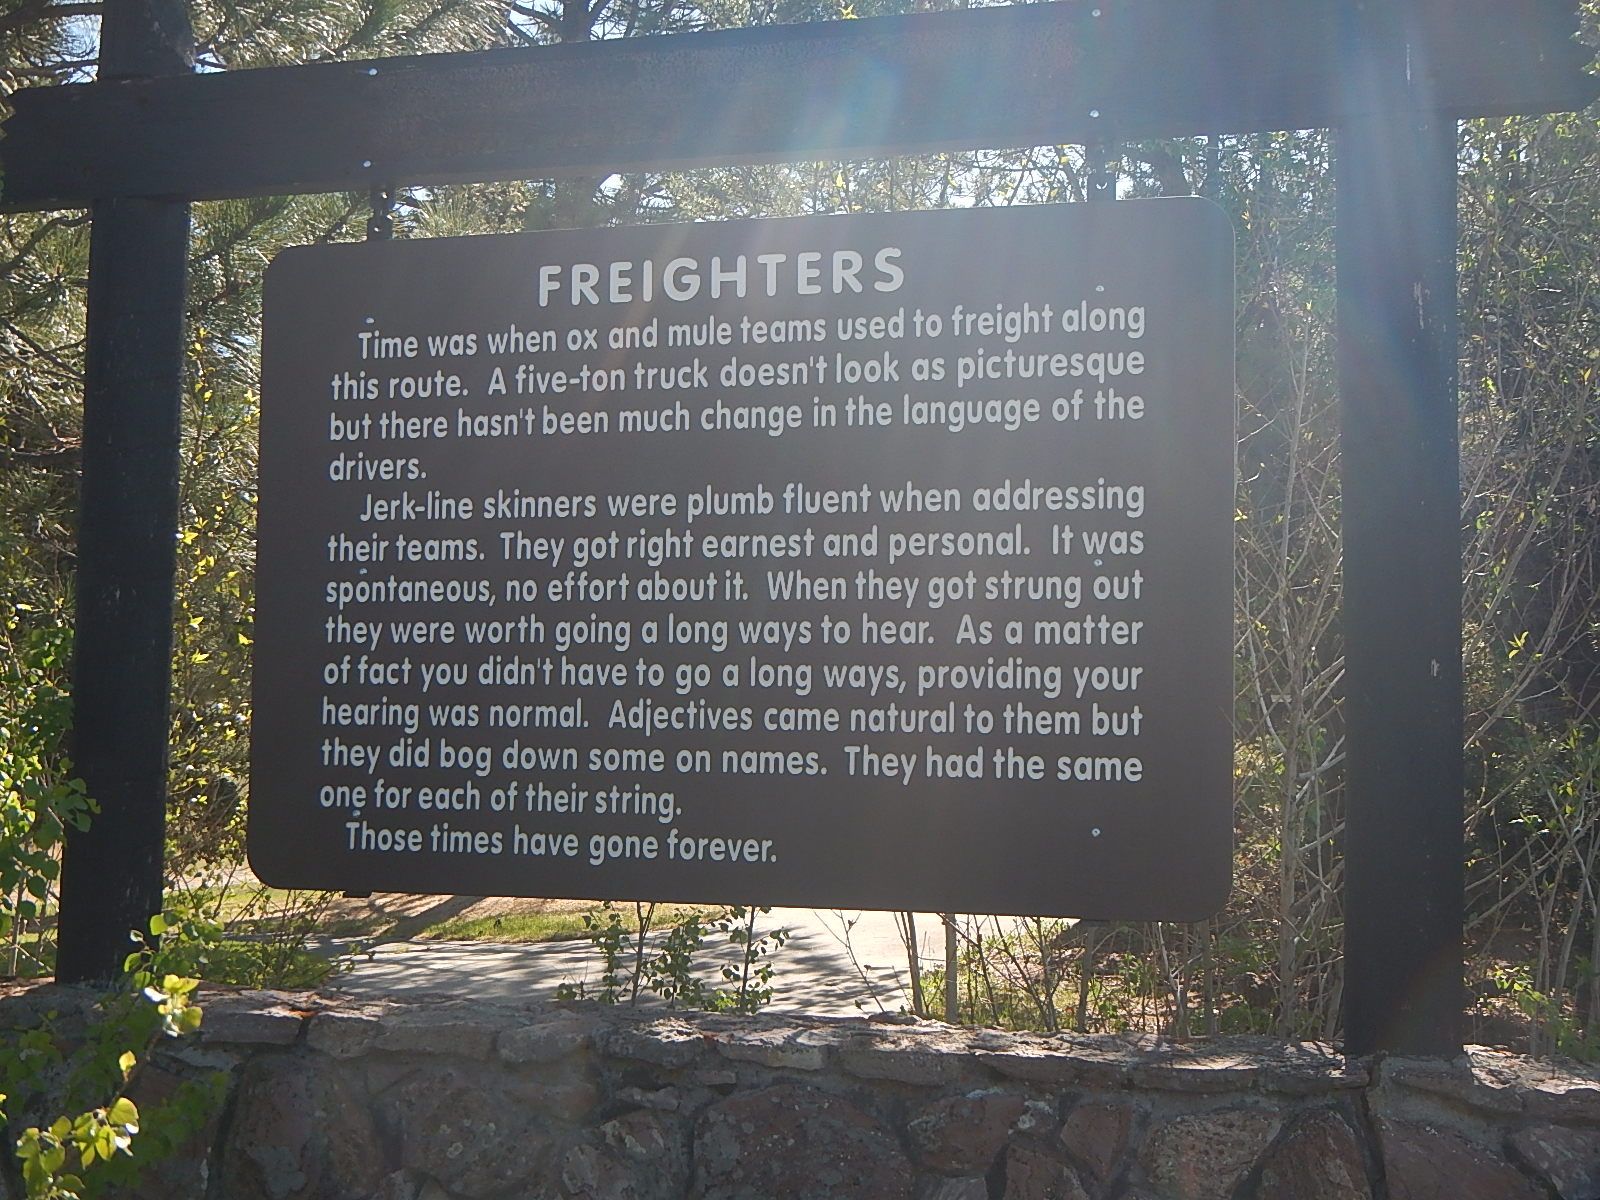 FREIGHTERS
Time was when ox and mule teams used to freight along
this route. A five-ton truck doesn't look as picturesque
but there hasn't been much change in the language of the
drivers.
Jerk-line skinners were plumb fluent when addressing
their teams. They got right earnest and personal. It was
spontaneous, no effort about it. When they got strung out
they were worth going a long ways to hear. As a matter
of fact you didn't have to go a long ways, providing your
hearing was normal. Adjectives came natural to them but
they did bog down some on names. They had the same
one for each of their string.
Those times have gone forever.